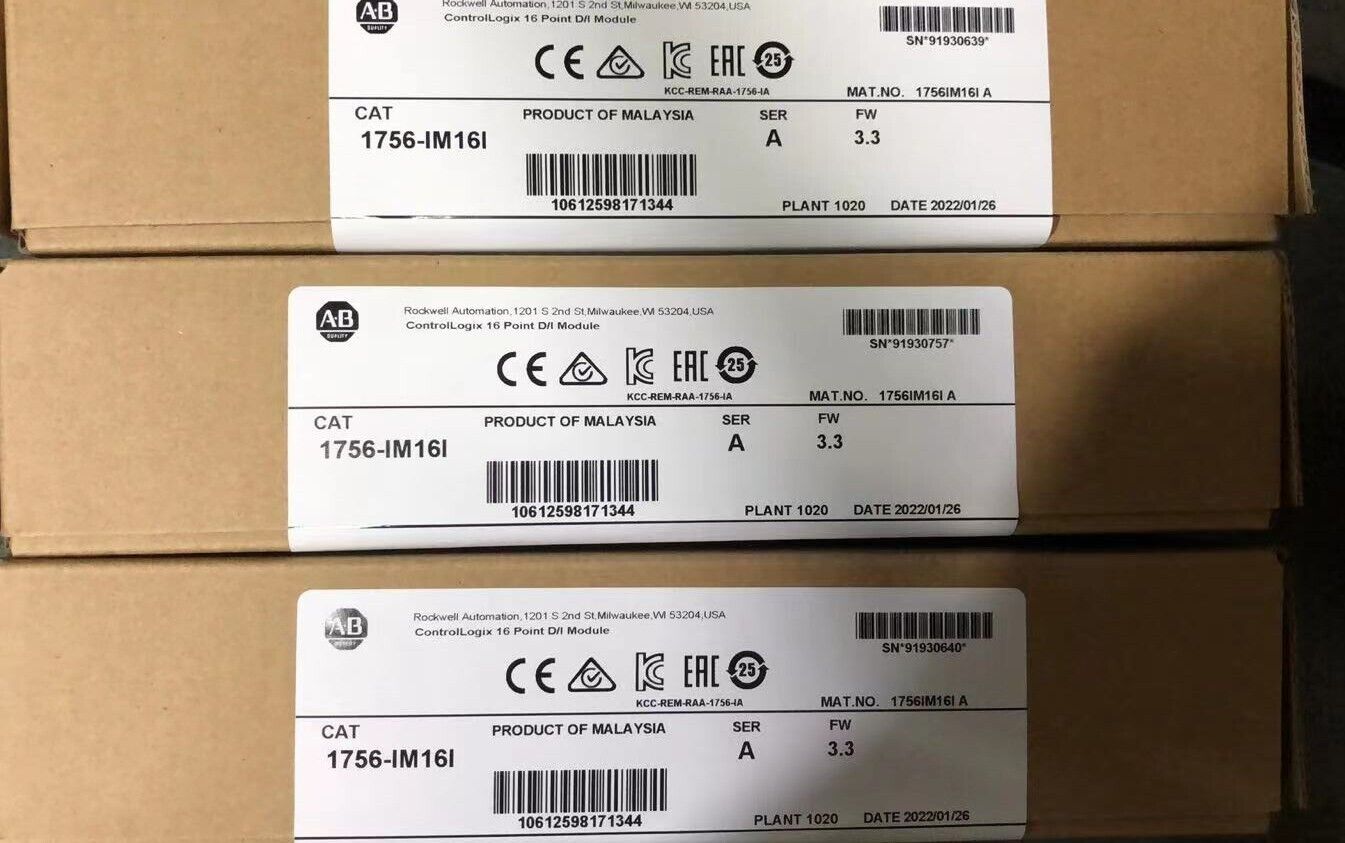 A·B
QUALITY
Rockwell Automation,1201 S 2nd St,Milwaukee,WI 53204,USA
ControlLogix 16 Point D/I Module
SN*91930639*
CE
EAC
25
KCC-REM-RAA-1756-IA
MAT.NO. 1756IM16I A
CAT
PRODUCT OF MALAYSIA
SER
FW
1756-IM16I
A
3.3
10612598171344
PLANT 1020
DATE 2022/01/26
A·B
QUALITY
Rockwell Automation,1201 S 2nd St,Milwaukee,WI 53204,USA
ControlLogix 16 Point D/I Module
SN*91930757*
CE
EAC
25
KCC-REM-RAA-1756-IA
MAT.NO. 1756IM16I A
CAT
PRODUCT OF MALAYSIA
SER
FW
1756-IM16I
A
3.3
10612598171344
PLANT 1020
DATE 2022/01/26
A·B
QUALITY
Rockwell Automation,1201 S 2nd St,Milwaukee,WI 53204,USA
ControlLogix 16 Point D/I Module
SN*91930640*
CE
EAC
25
KCC-REM-RAA-1756-IA
MAT.NO. 1756IM16I A
CAT
PRODUCT OF MALAYSIA
SER
FW
1756-IM16I
A
3.3
10612598171344
PLANT 1020
DATE 2022/01/26